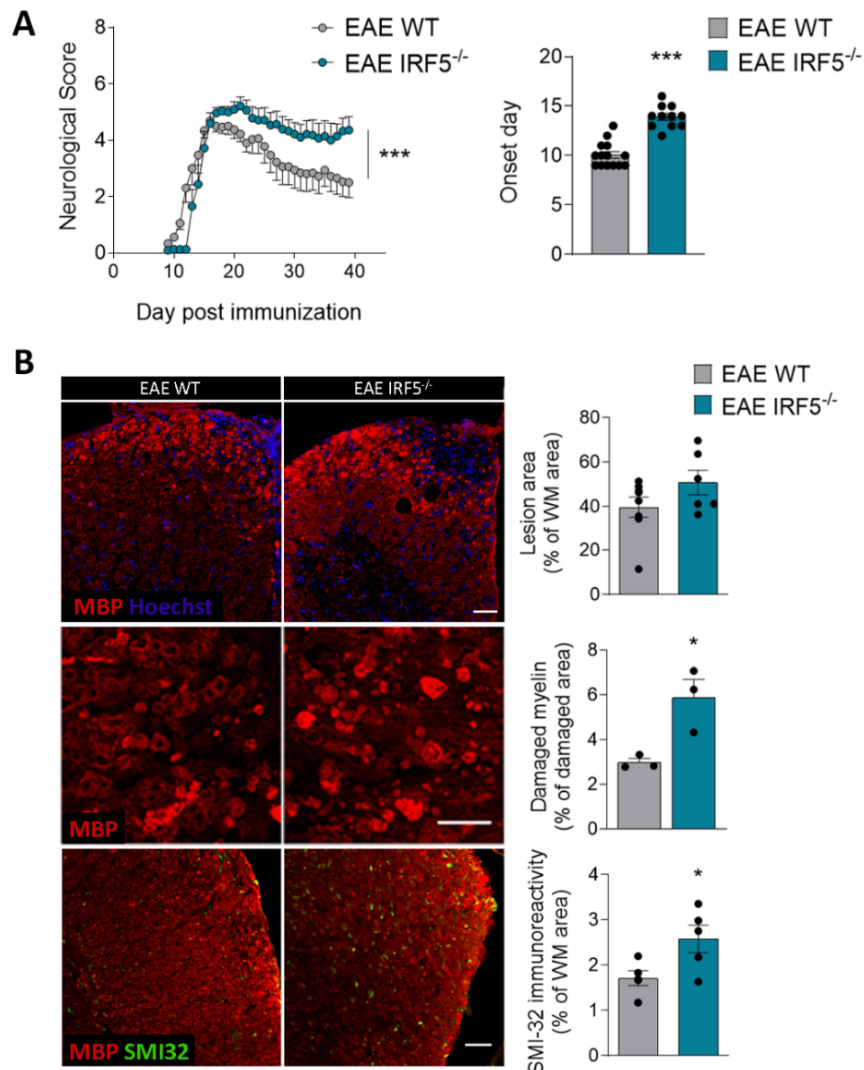 A
EAE WT
EAE IRF5-/-
Neurological Score
8
6
4
2
0
0 10 20 30 40
Day post immunization
***
EAE WT
EAE IRF5-/-
***
Onset day
20
15
10
5
0
B
EAE WT
EAE IRF5-/-
MBP Hoechst
MBP
MBP SMI32
EAE WT
EAE IRF5-/-
Lesion area
(% of WM area)
80
60
40
20
0
*
Damaged myelin
(% of damaged area)
8
6
4
2
0
*
SMI-32 immunoreactivity
(% of WM area)
4
3
2
1
0